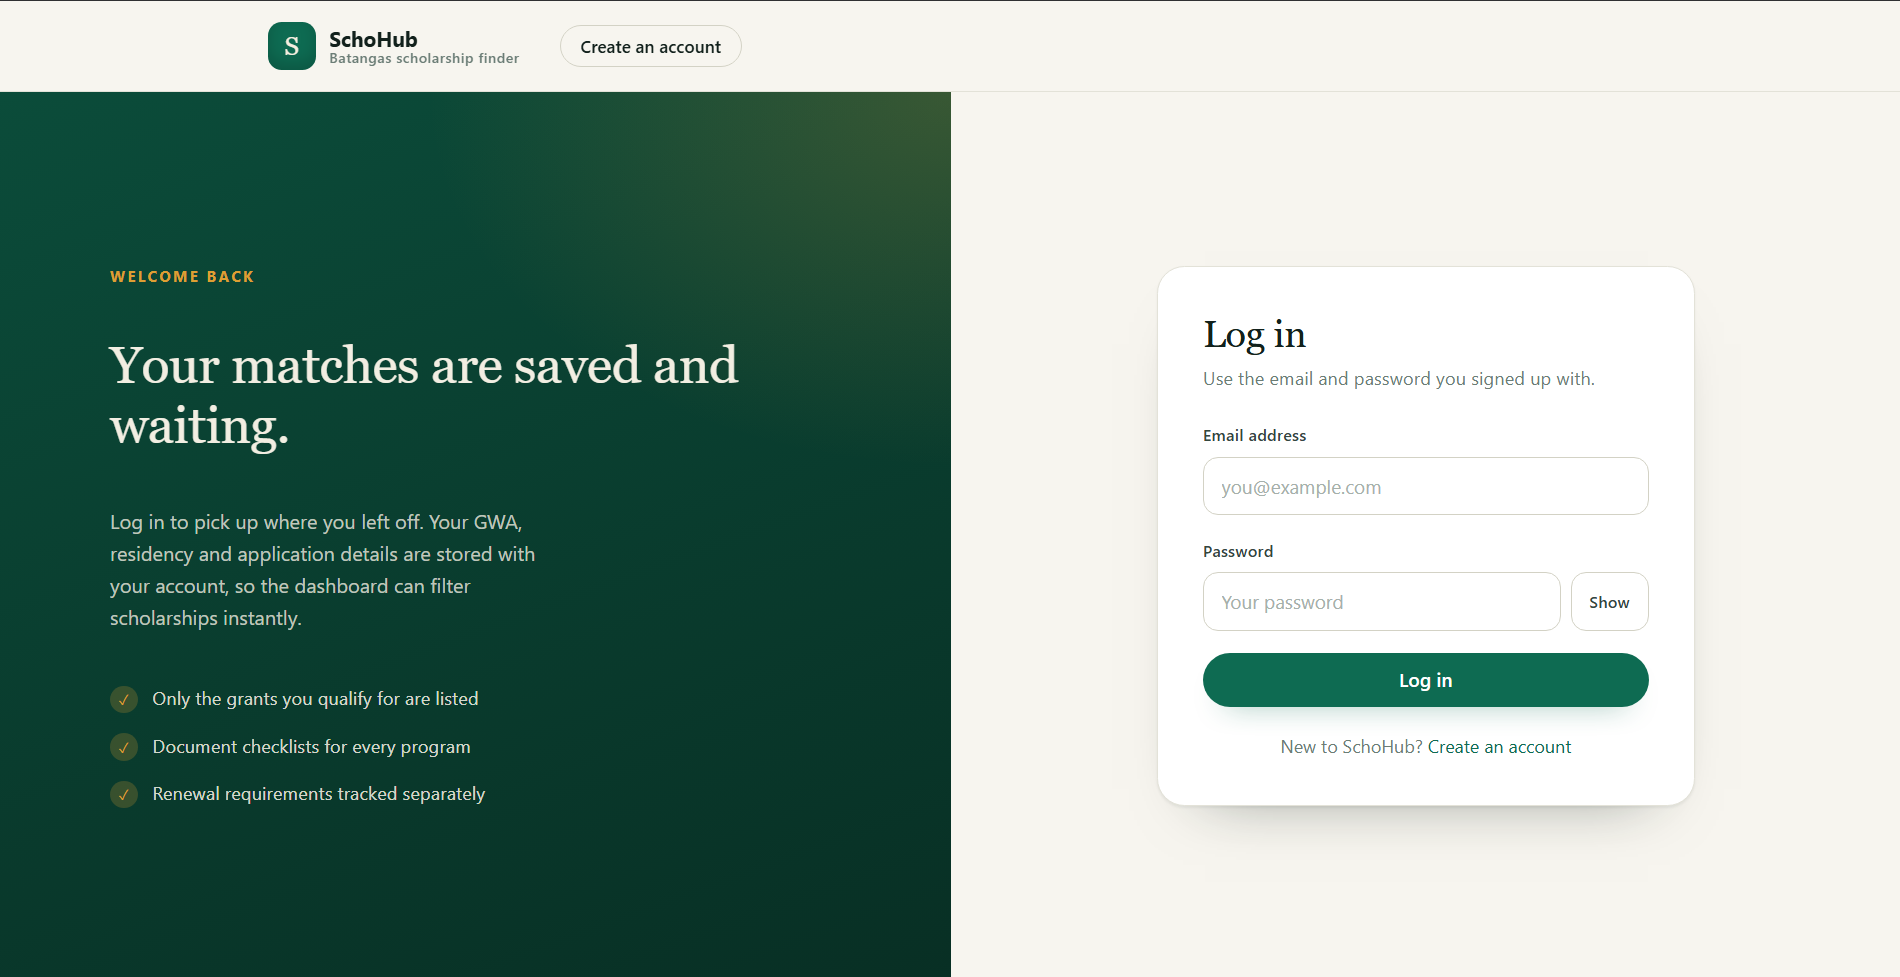 S
SchoHub
Batangas scholarship finder
Create an account
WELCOME BACK
Your matches are saved and
waiting.
Log in to pick up where you left off. Your GWA,
residency and application details are stored with
your account, so the dashboard can filter
scholarships instantly.
✓ Only the grants you qualify for are listed
✓ Document checklists for every program
✓ Renewal requirements tracked separately
Log in
Use the email and password you signed up with.
Email address
you@example.com
Password
Your password
Show
Log in
New to SchoHub? Create an account